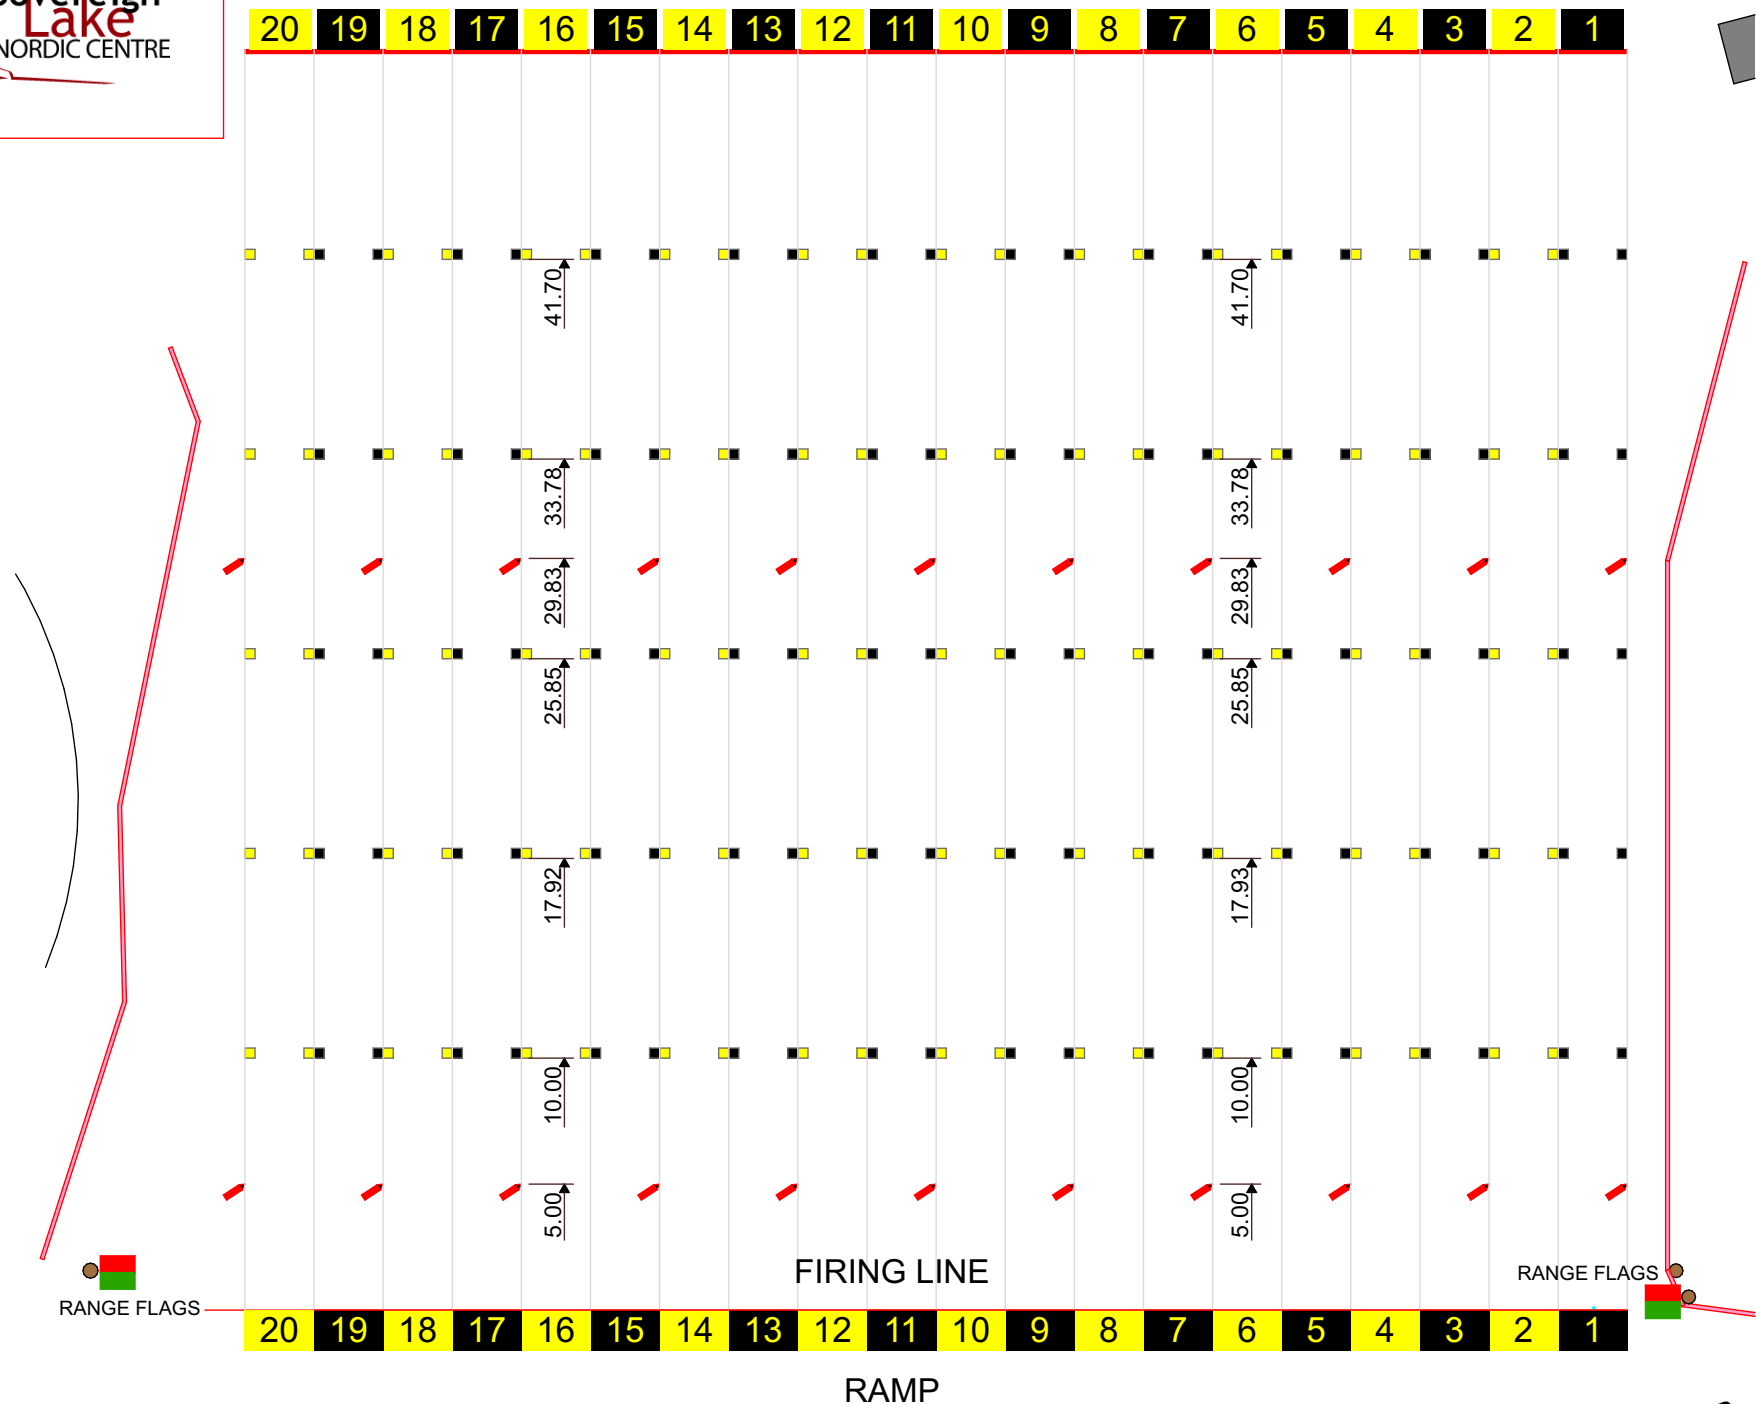 Lake
NORDIC CENTRE
20 19 18 17 16 15 14 13 12 11 10 9 8 7 6 5 4 3 2 1
41.70 41.70
33.78 33.78
29.83 29.83
25.85 25.85
17.92 17.93
10.00 10.00
5.00 5.00
FIRING LINE
RANGE FLAGS
RANGE FLAGS
20 19 18 17 16 15 14 13 12 11 10 9 8 7 6 5 4 3 2 1
RAMP